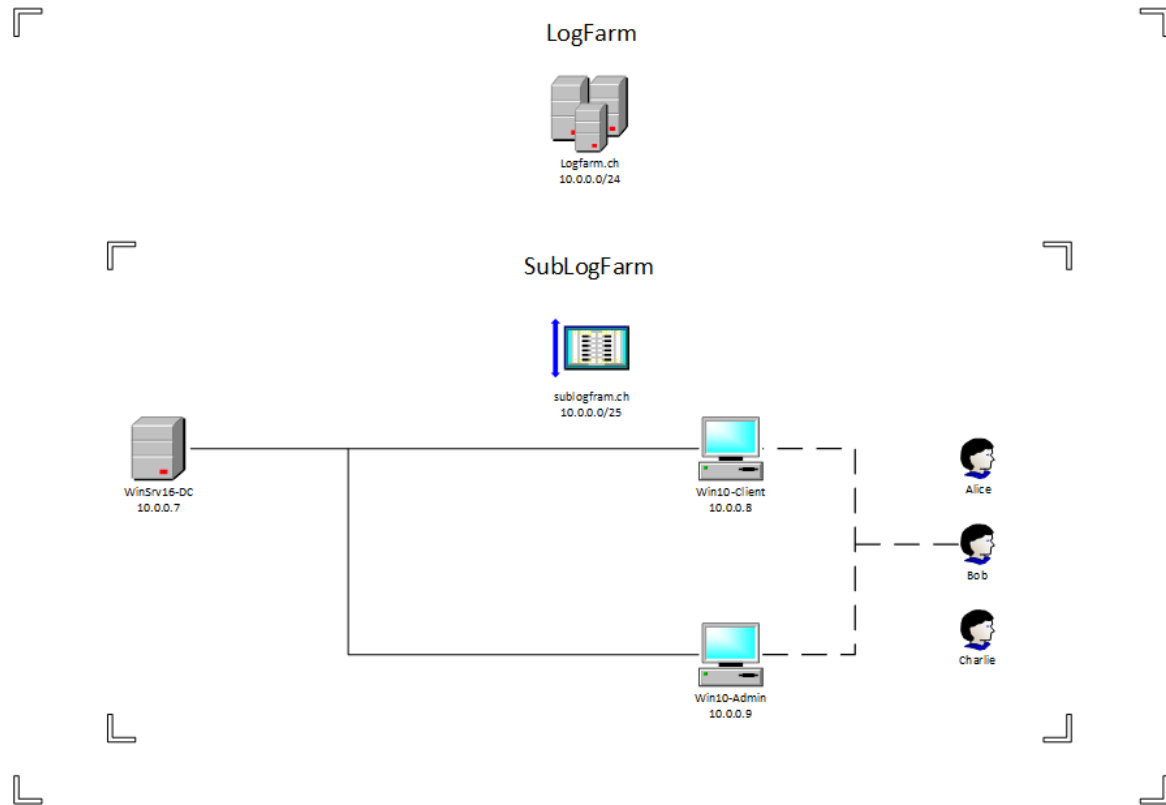 LogFarm
Logfarm.ch
10.0.0.0/24
SubLogFarm
sublogfram.ch
10.0.0.0/25
WinSrv16-DC
10.0.0.7
Win10-Client
10.0.0.8
Alice
Bob
Charlie
Win10-Admin
10.0.0.9